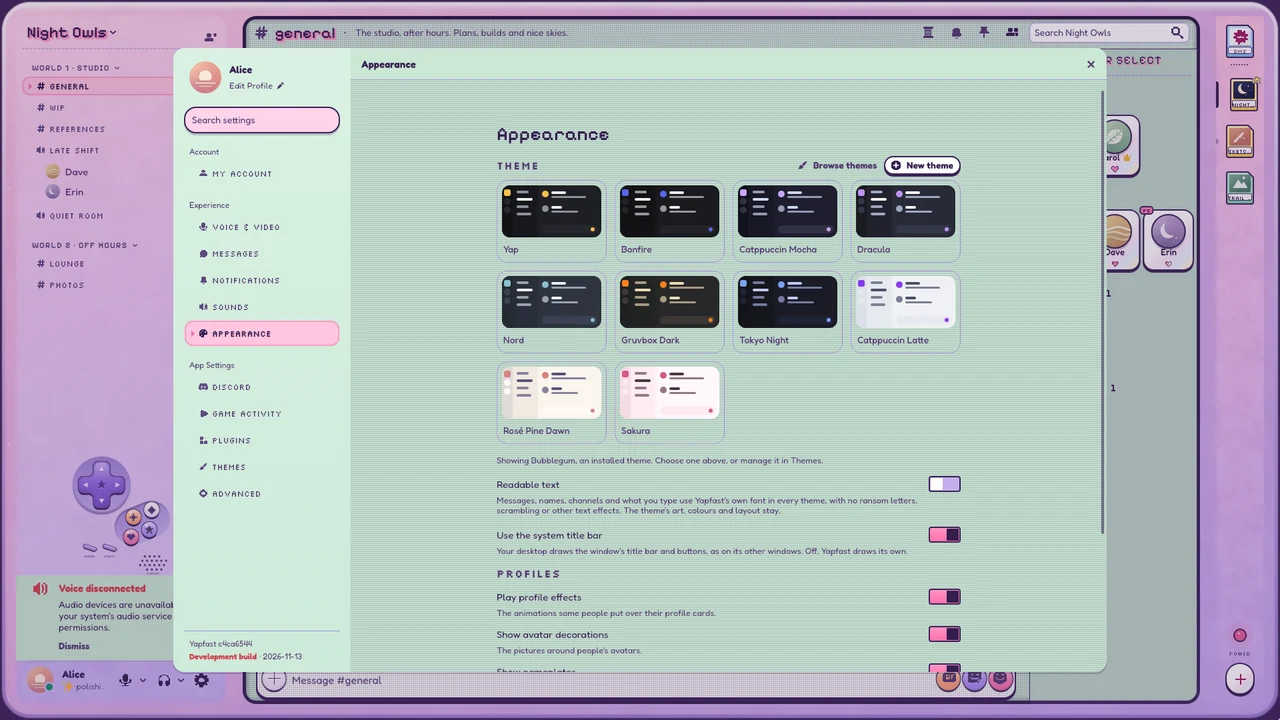 Night Owls
# general · The studio, after hours. Plans, builds and nice skies.
Search Night Owls
WORLD 1 · STUDIO
# GENERAL
# WIP
# REFERENCES
LATE SHIFT
Dave
Erin
QUIET ROOM
WORLD 2 · OFF HOURS
# LOUNGE
# PHOTOS
Voice disconnected
Audio devices are
your system's audio service
permissions.
Dismiss
Alice
Alice
Edit Profile
Search settings
Account
MY ACCOUNT
Experience
VOICE & VIDEO
MESSAGES
NOTIFICATIONS
SOUNDS
APPEARANCE
App Settings
DISCORD
GAME ACTIVITY
PLUGINS
THEMES
ADVANCED
Yapfast c4ca6544
Development build · 2026-11-13
Appearance
Appearance
THEME
Browse themes
New theme
Yap
Bonfire
Catppuccin Mocha
Dracula
Nord
Gruvbox Dark
Tokyo Night
Catppuccin Latte
Rosé Pine Dawn
Sakura
Showing Bubblegum, an installed theme. Choose one above, or manage it in Themes.
Readable text
Messages, names, channels and what you type use Yapfast's own font in every theme, with no ransom letters,
scrambling or other text effects. The theme's art, colours and layout stay.
Use the system title bar
Your desktop draws the window's title bar and buttons, as on its other windows. Off, Yapfast draws its own.
PROFILES
Play profile effects
The animations some people put over their profile cards.
Show avatar decorations
The pictures around people's avatars.
Show nameplates
Message #general
SELECT
Erin
1
1
POWER